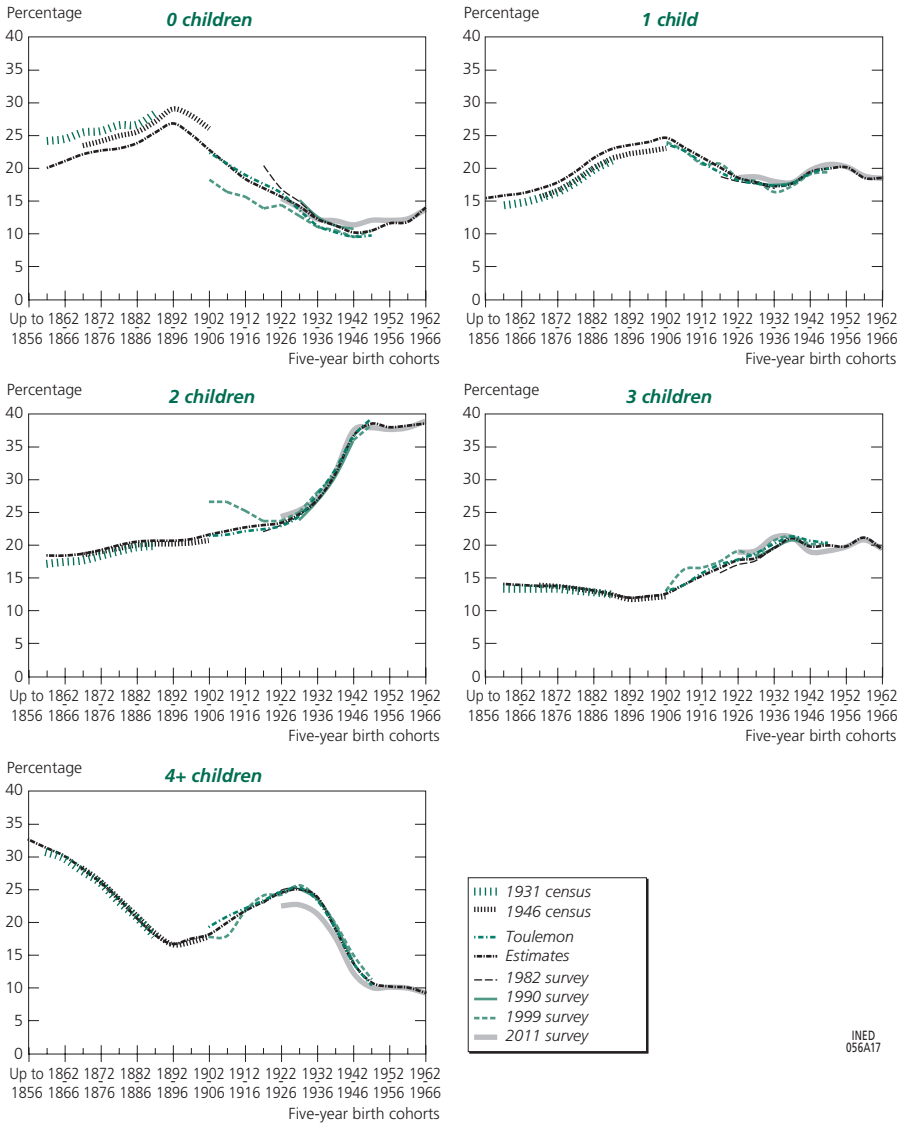 Percentage
0 children
40
35
30
25
20
15
10
5
0
Up to 1862 1872 1882 1892 1902 1912 1922 1932 1942 1952 1962
- - - - - - - - - - -
1856 1866 1876 1886 1896 1906 1916 1926 1936 1946 1956 1966
Five-year birth cohorts
Percentage
1 child
40
35
30
25
20
15
10
5
0
Up to 1862 1872 1882 1892 1902 1912 1922 1932 1942 1952 1962
- - - - - - - - - - -
1856 1866 1876 1886 1896 1906 1916 1926 1936 1946 1956 1966
Five-year birth cohorts
Percentage
2 children
40
35
30
25
20
15
10
5
0
Up to 1862 1872 1882 1892 1902 1912 1922 1932 1942 1952 1962
- - - - - - - - - - -
1856 1866 1876 1886 1896 1906 1916 1926 1936 1946 1956 1966
Five-year birth cohorts
Percentage
3 children
40
35
30
25
20
15
10
5
0
Up to 1862 1872 1882 1892 1902 1912 1922 1932 1942 1952 1962
- - - - - - - - - - -
1856 1866 1876 1886 1896 1906 1916 1926 1936 1946 1956 1966
Five-year birth cohorts
Percentage
4+ children
40
35
30
25
20
15
10
5
0
Up to 1862 1872 1882 1892 1902 1912 1922 1932 1942 1952 1962
- - - - - - - - - - -
1856 1866 1876 1886 1896 1906 1916 1926 1936 1946 1956 1966
Five-year birth cohorts
1931 census
1946 census
Toulemon
Estimates
1982 survey
1990 survey
1999 survey
2011 survey
INED
056A17